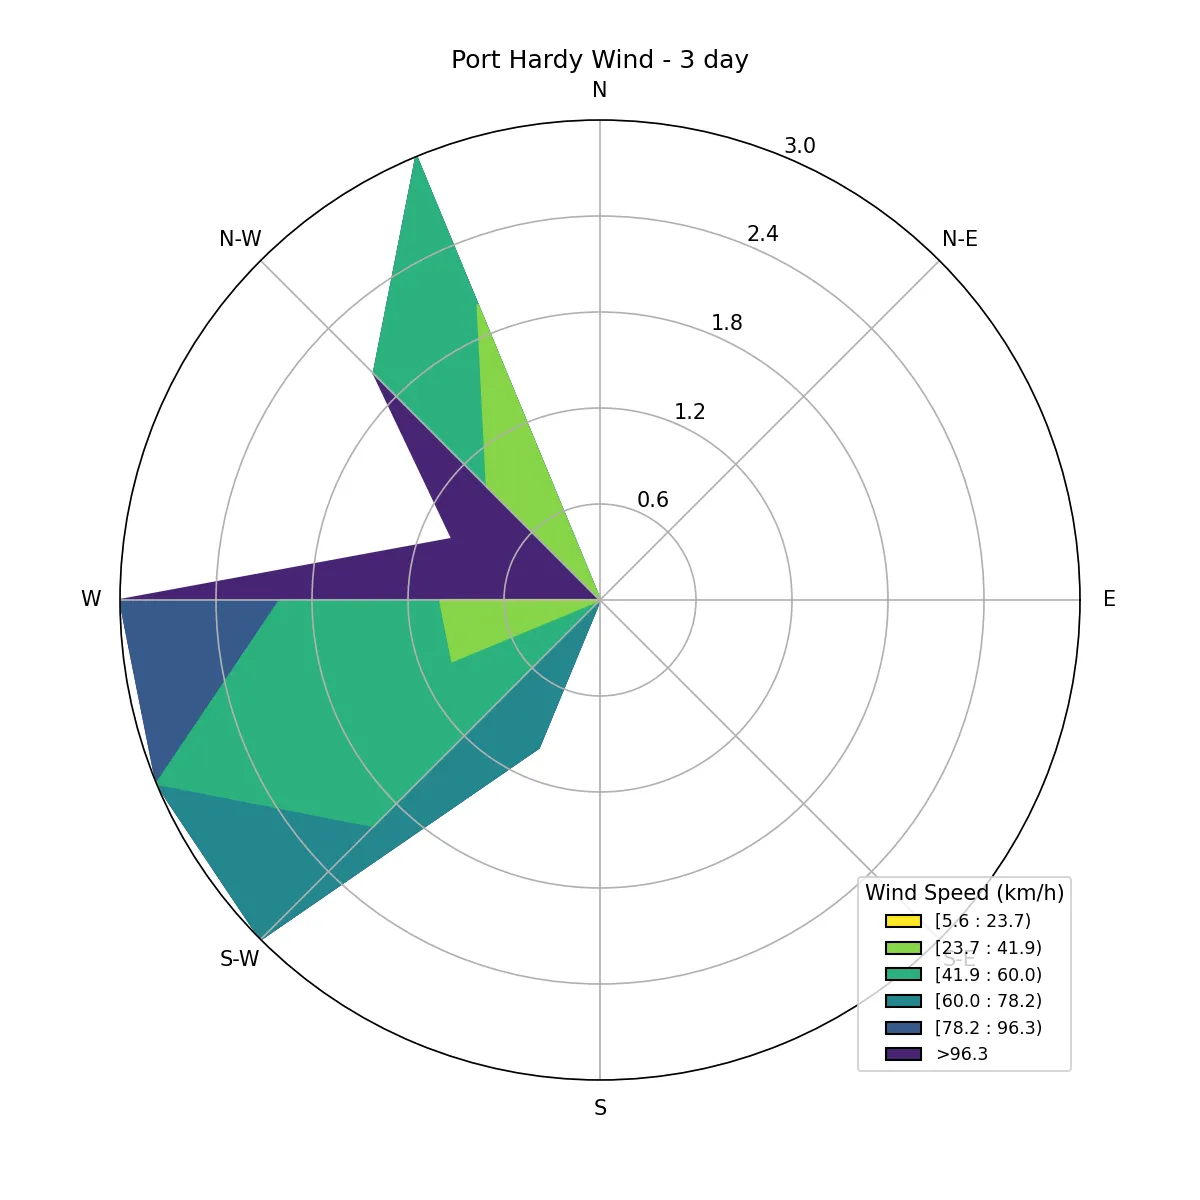 Port Hardy Wind - 3 day
N
3.0
N-W
2.4
N-E
1.8
1.2
0.6
W
E
S-W
S-E
Wind Speed (km/h)
[5.6 : 23.7)
[23.7 : 41.9)
[41.9 : 60.0)
[60.0 : 78.2)
[78.2 : 96.3)
>96.3
S